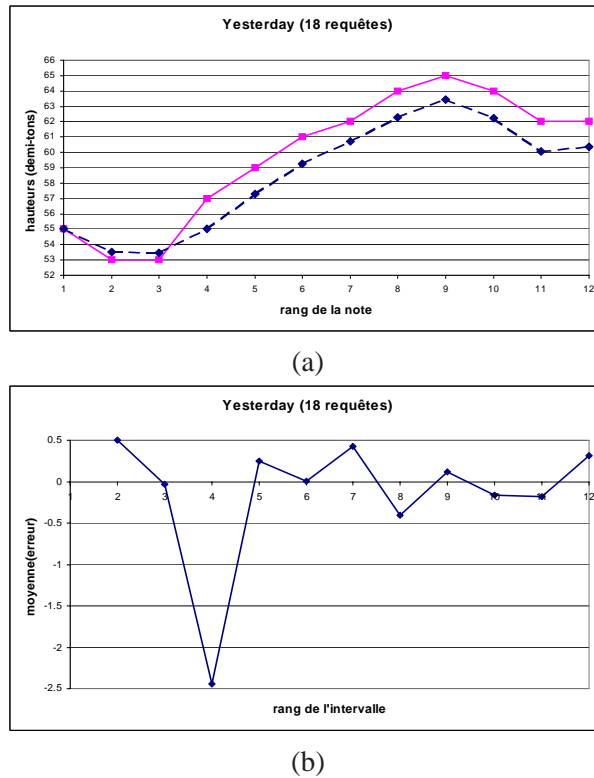 Yesterday (18 requêtes)
hauteurs (demi-tons)
66
65
64
63
62
61
60
59
58
57
56
55
54
53
52
1 2 3 4 5 6 7 8 9 10 11 12
rang de la note
(a)
Yesterday (18 requêtes)
moyenne(erreur)
0.5
0
-0.5
-1
-1.5
-2
-2.5
1 2 3 4 5 6 7 8 9 10 11 12
rang de l'intervalle
(b)